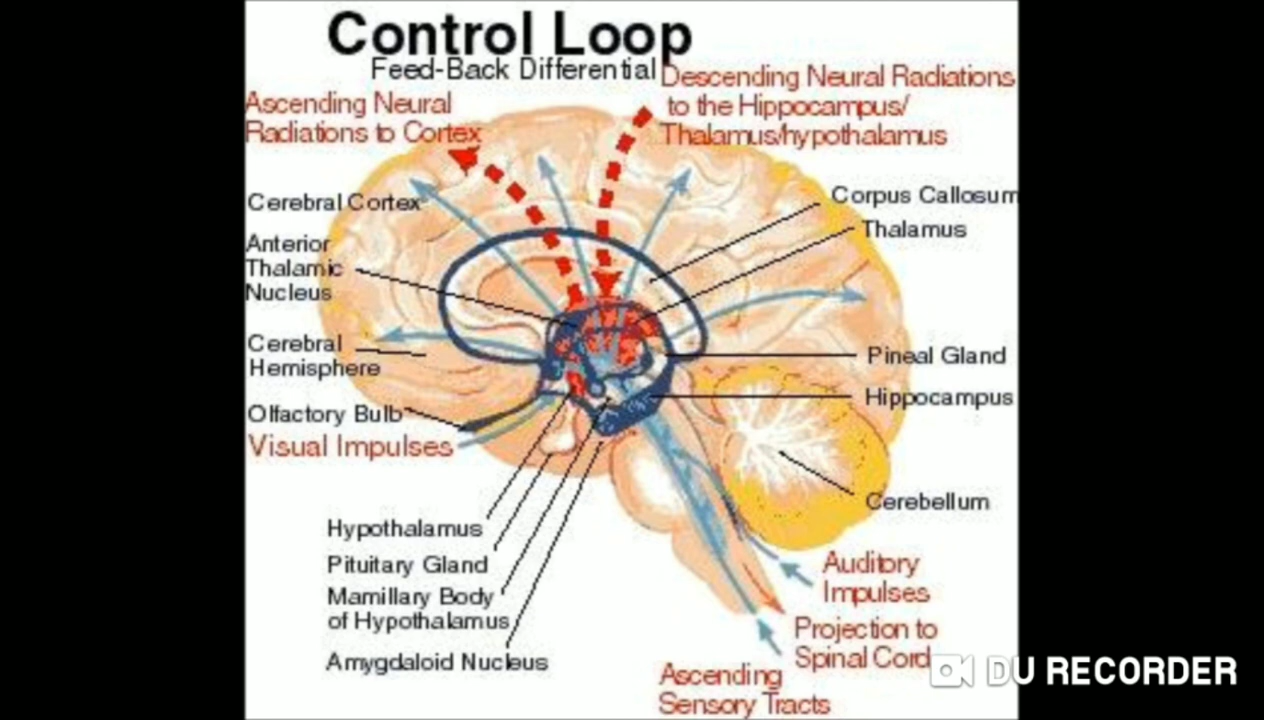 Control Loop
Feed-Back Differential
Descending Neural Radiations
to the Hippocampus/
Thalamus/hypothalamus
Ascending Neural
Radiations to Cortex
Cerebral Cortex
Anterior
Thalamic
Nucleus
Cerebral
Hemisphere
Olfactory Bulb
Visual Impulses
Hypothalamus
Pituitary Gland
Mamillary Body
of Hypothalamus
Amygdaloid Nucleus
Corpus Callosum
Thalamus
Pineal Gland
Hippocampus
Cerebellum
Auditory
Impulses
Projection to
Spinal Cord
Ascending
Sensory Tracts
DU RECORDER